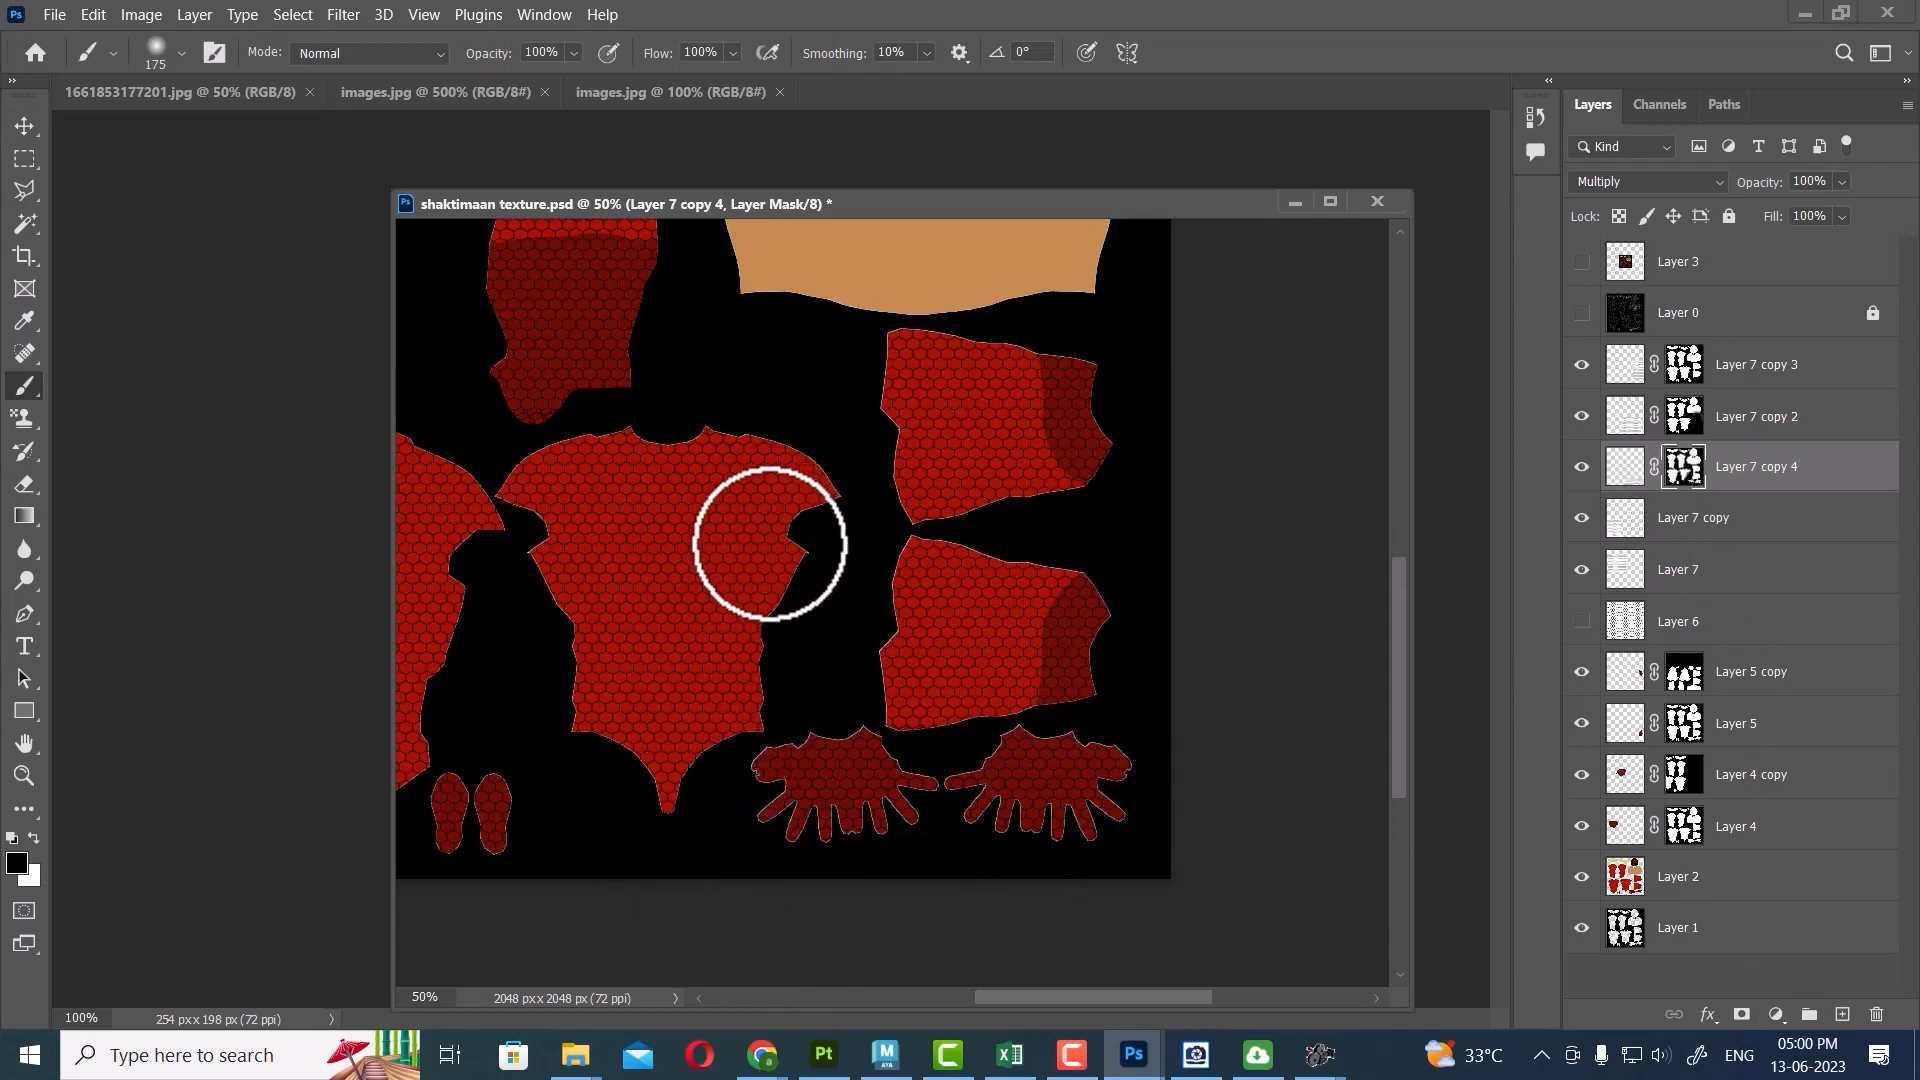 Ps File Edit Image Layer Type Select Filter 3D View Plugins Window Help
175 Mode: Normal Opacity: 100% Flow: 100% Smoothing: 10% 0°
1661853177201.jpg @ 50% (RGB/8) images.jpg @ 500% (RGB/8#) images.jpg @ 100% (RGB/8#)
Ps shaktimaan texture.psd @ 50% (Layer 7 copy 4, Layer Mask/8) *
Layers Channels Paths
Kind
Multiply Opacity: 100%
Lock: Fill: 100%
Layer 3
Layer 0
Layer 7 copy 3
Layer 7 copy 2
Layer 7 copy 4
Layer 7 copy
Layer 7
Layer 6
Layer 5 copy
Layer 5
Layer 4 copy
Layer 4
Layer 2
Layer 1
fx
50% 2048 px x 2048 px (72 ppi)
100% 254 px x 198 px (72 ppi)
Type here to search Pt M AYA C Ps 33°C ENG 05:00 PM
13-06-2023